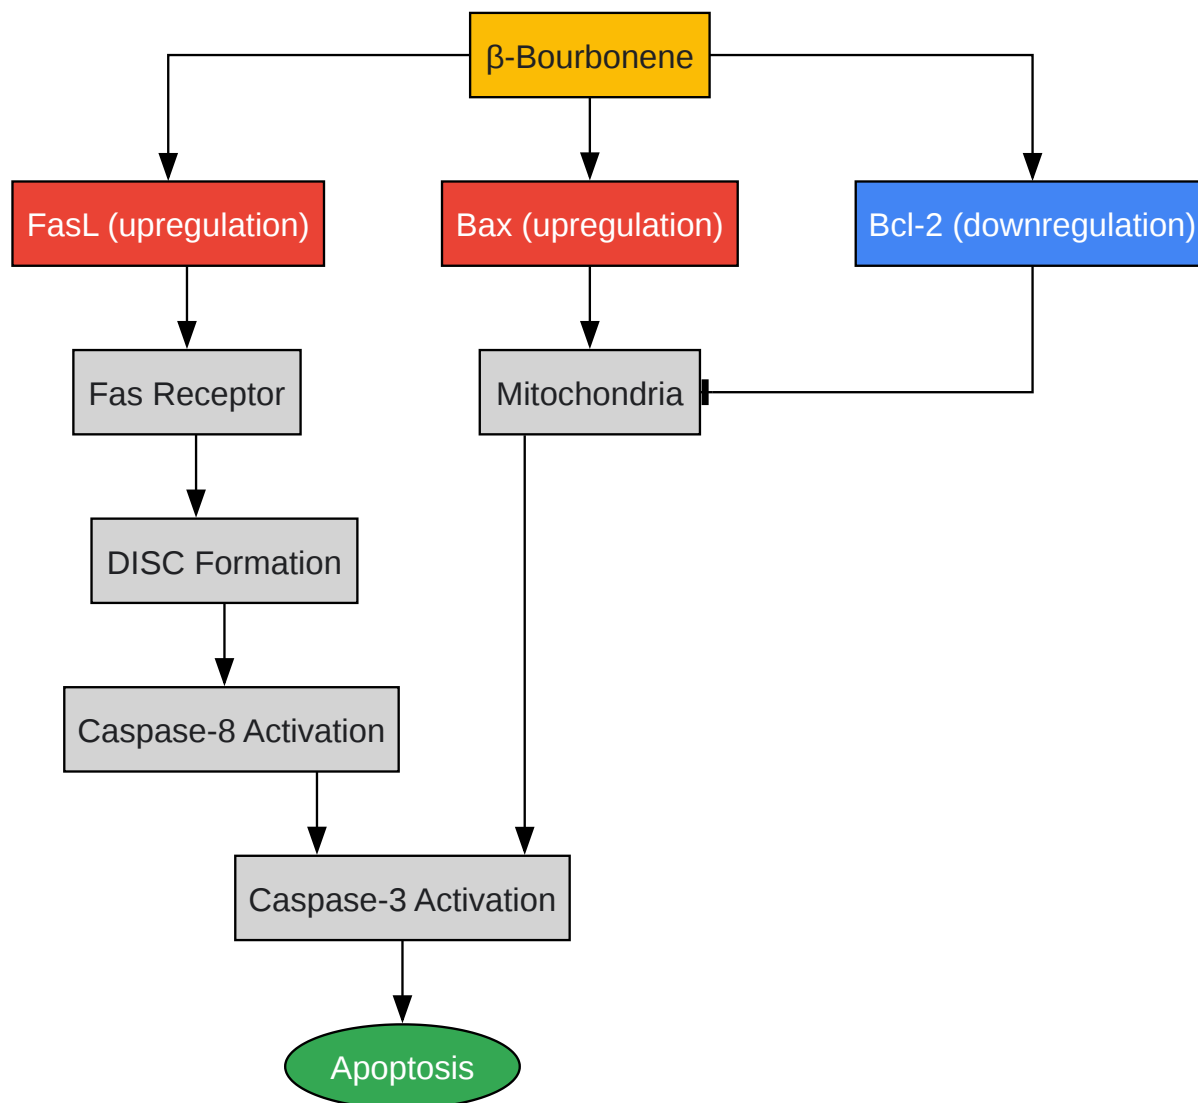 β-Bourbonene
FasL (upregulation)
Bax (upregulation)
Bcl-2 (downregulation)
Fas Receptor
Mitochondria
DISC Formation
Caspase-8 Activation
Caspase-3 Activation
Apoptosis